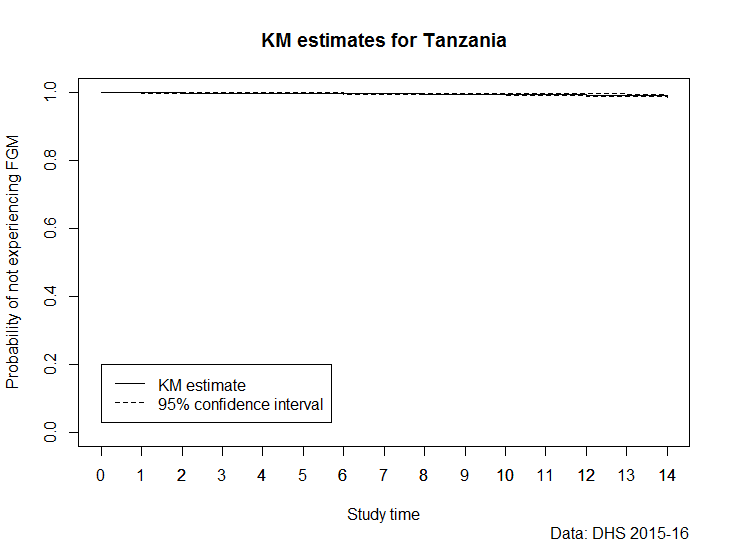 KM estimates for Tanzania
Probability of not experiencing FGM
1.0
0.8
0.6
0.4
0.2
0.0
KM estimate
95% confidence interval
0 1 2 3 4 5 6 7 8 9 10 11 12 13 14
Study time
Data: DHS 2015-16